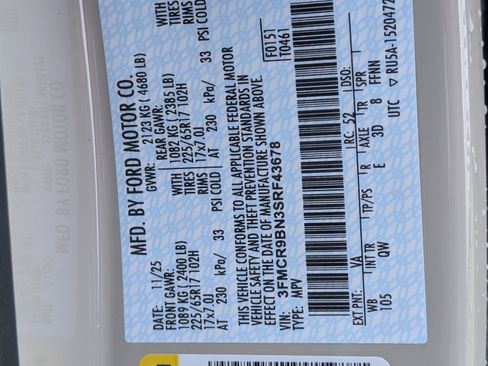 MFD. BY FORD MOTOR CO.
DATE: 11/25 GVWR: 2123 KG ( 4680 LB)
FRONT GAWR: REAR GAWR:
1089 KG ( 2400 LB) 1082 KG ( 2385 LB) WITH
225/65R17 102H 225/65R17 102H TIRES
17x7.0J 17x7.0J RIMS
AT 230 kPa/ 33 PSI COLD AT 230 kPa/ 33 PSI COLD
THIS VEHICLE CONFORMS TO ALL APPLICABLE FEDERAL MOTOR
VEHICLE SAFETY AND THEFT PREVENTION STANDARDS IN
EFFECT ON THE DATE OF MANUFACTURE SHOWN ABOVE.
VIN: 3FMCR9BN3SRF43678
TYPE: MPV
F0151
T0461
EXT PNT: YA RC: 52 DSO:
WB INT TR TP/PS R AXLE TR SPR
105 QW E 3D 8 FFNN
UTC
RU5A-1520472